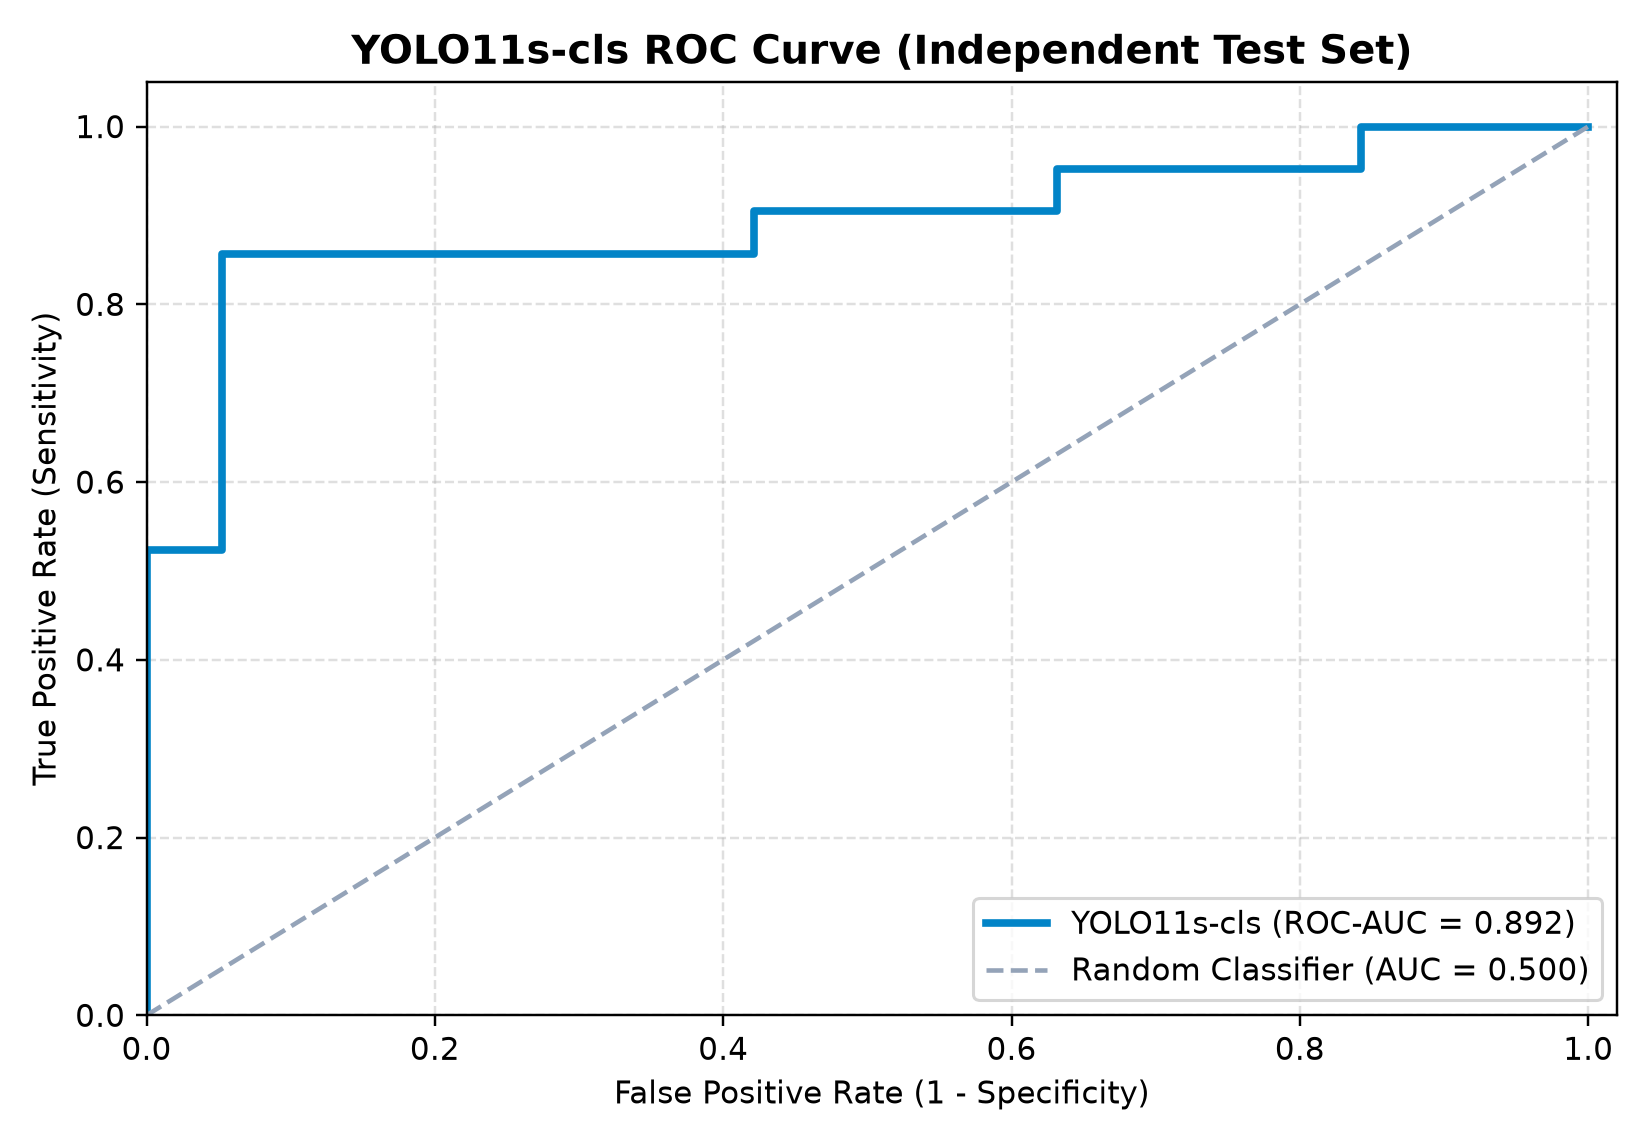 YOLO11s-cls ROC Curve (Independent Test Set)
True Positive Rate (Sensitivity)
1.0
0.8
0.6
0.4
0.2
0.0
0.0 0.2 0.4 0.6 0.8 1.0
False Positive Rate (1 - Specificity)
YOLO11s-cls (ROC-AUC = 0.892)
Random Classifier (AUC = 0.500)